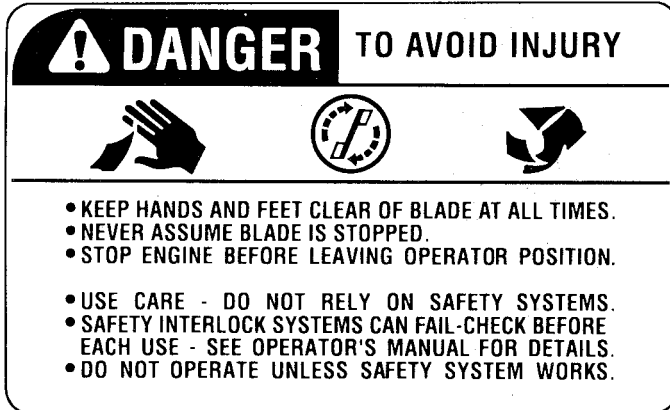 DANGER TO AVOID INJURY
• KEEP HANDS AND FEET CLEAR OF BLADE AT ALL TIMES.
• NEVER ASSUME BLADE IS STOPPED.
• STOP ENGINE BEFORE LEAVING OPERATOR POSITION.
• USE CARE - DO NOT RELY ON SAFETY SYSTEMS.
• SAFETY INTERLOCK SYSTEMS CAN FAIL-CHECK BEFORE
EACH USE - SEE OPERATOR'S MANUAL FOR DETAILS.
• DO NOT OPERATE UNLESS SAFETY SYSTEM WORKS.